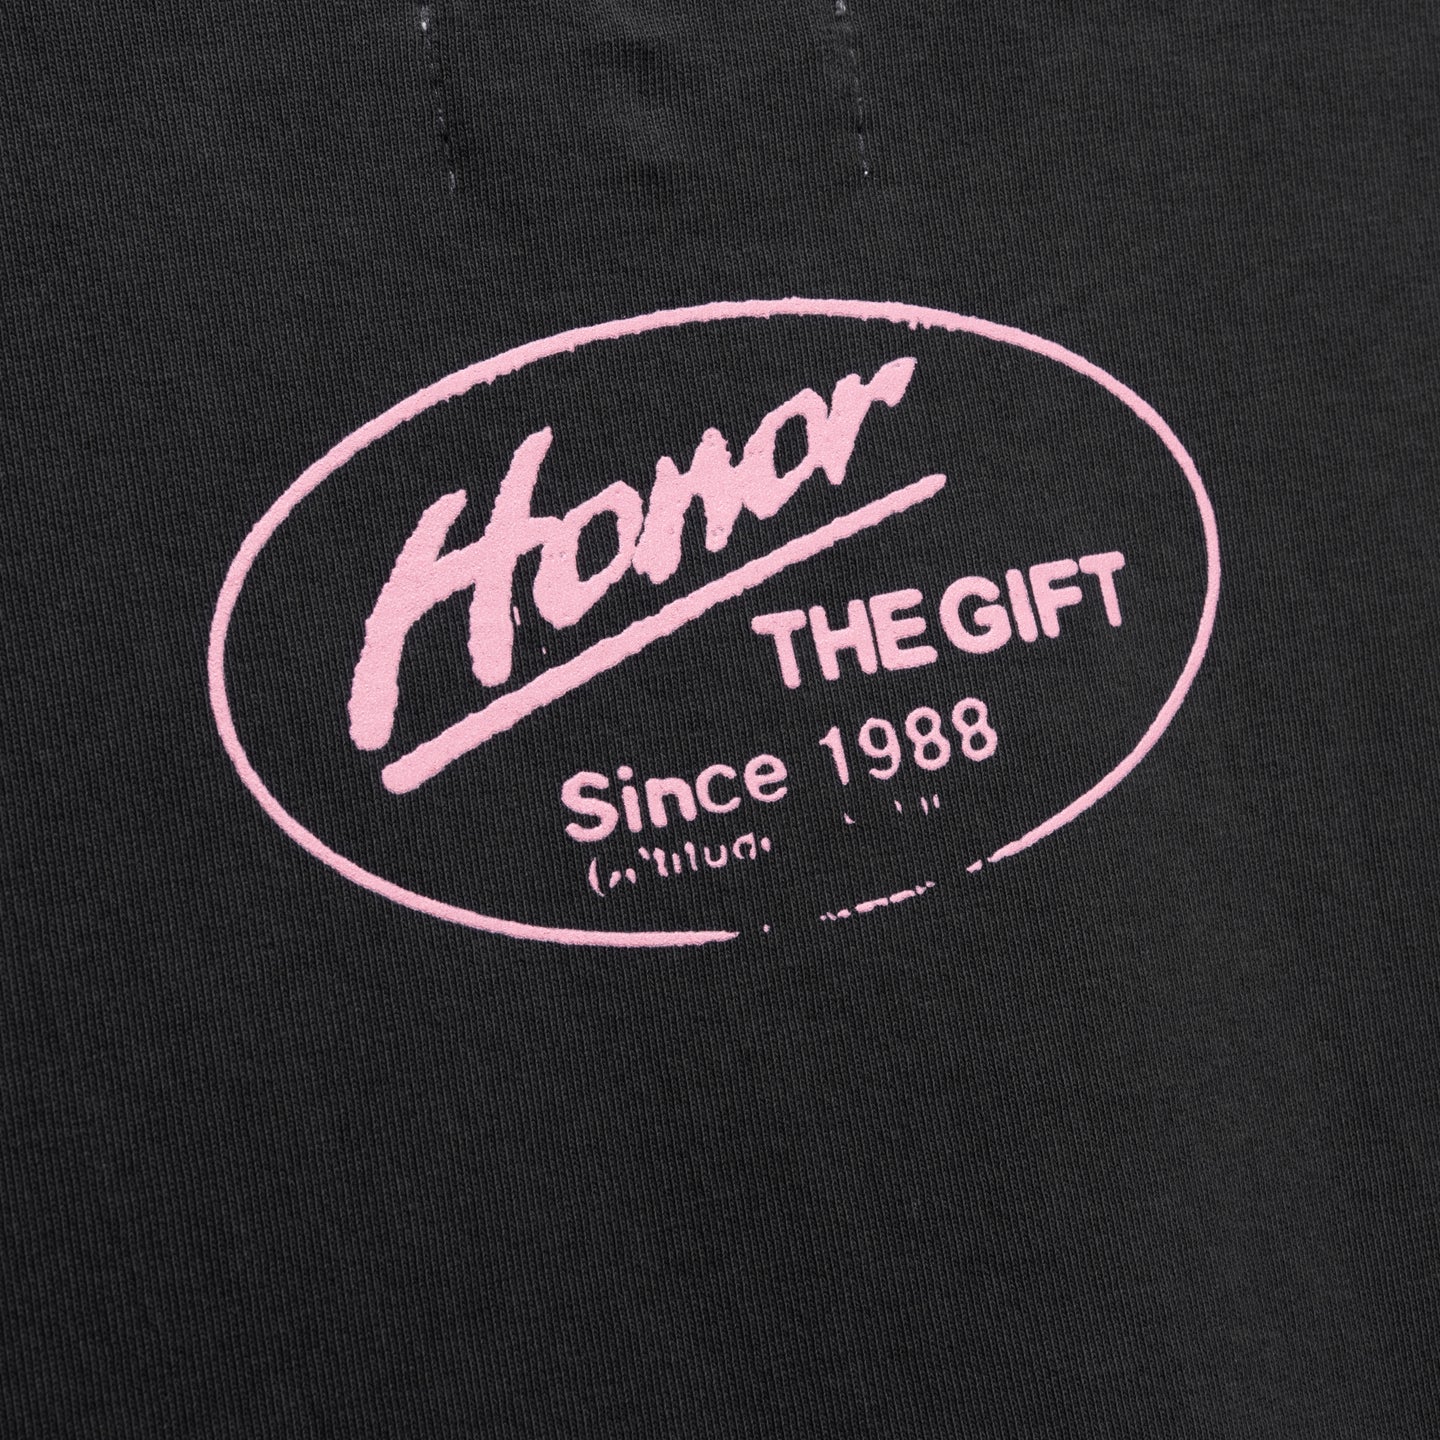 Honor
THE GIFT
Since 1988